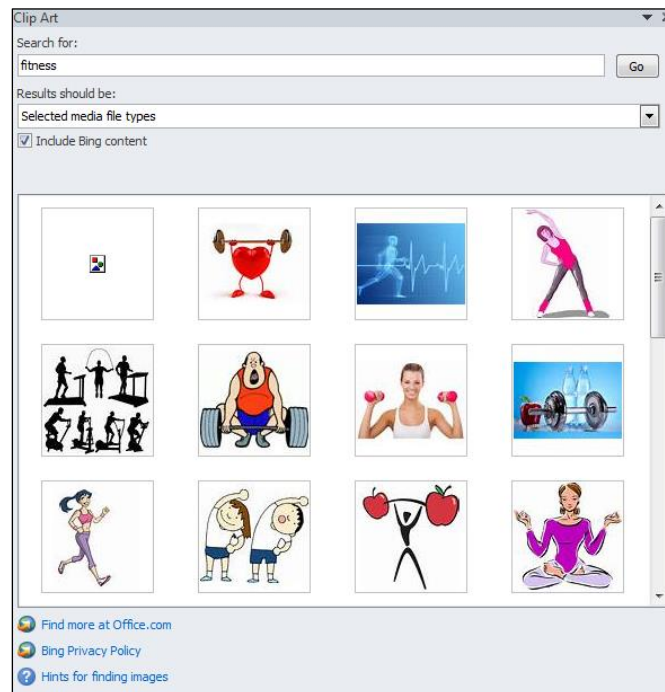 Clip Art
Search for:
fitness
Go
Results should be:
Selected media file types
Include Bing content
Find more at Office.com
Bing Privacy Policy
Hints for finding images